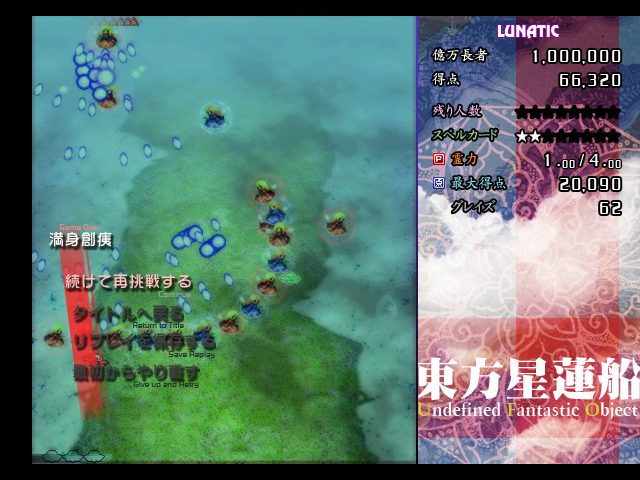 LUNATIC
億万長者 1,000,000
得点 66,320
残り人数
スペルカード
P 霊力 1.00/4.00
最大得点 20,090
グレイズ 62
Game Over
満身創痍
続けて再挑戦する
Continue
タイトルへ戻る
Return to Title
リプレイを保存する
Save Replay
最初からやり直す
Give up and Retry
東方星蓮船
Undefined Fantastic Object